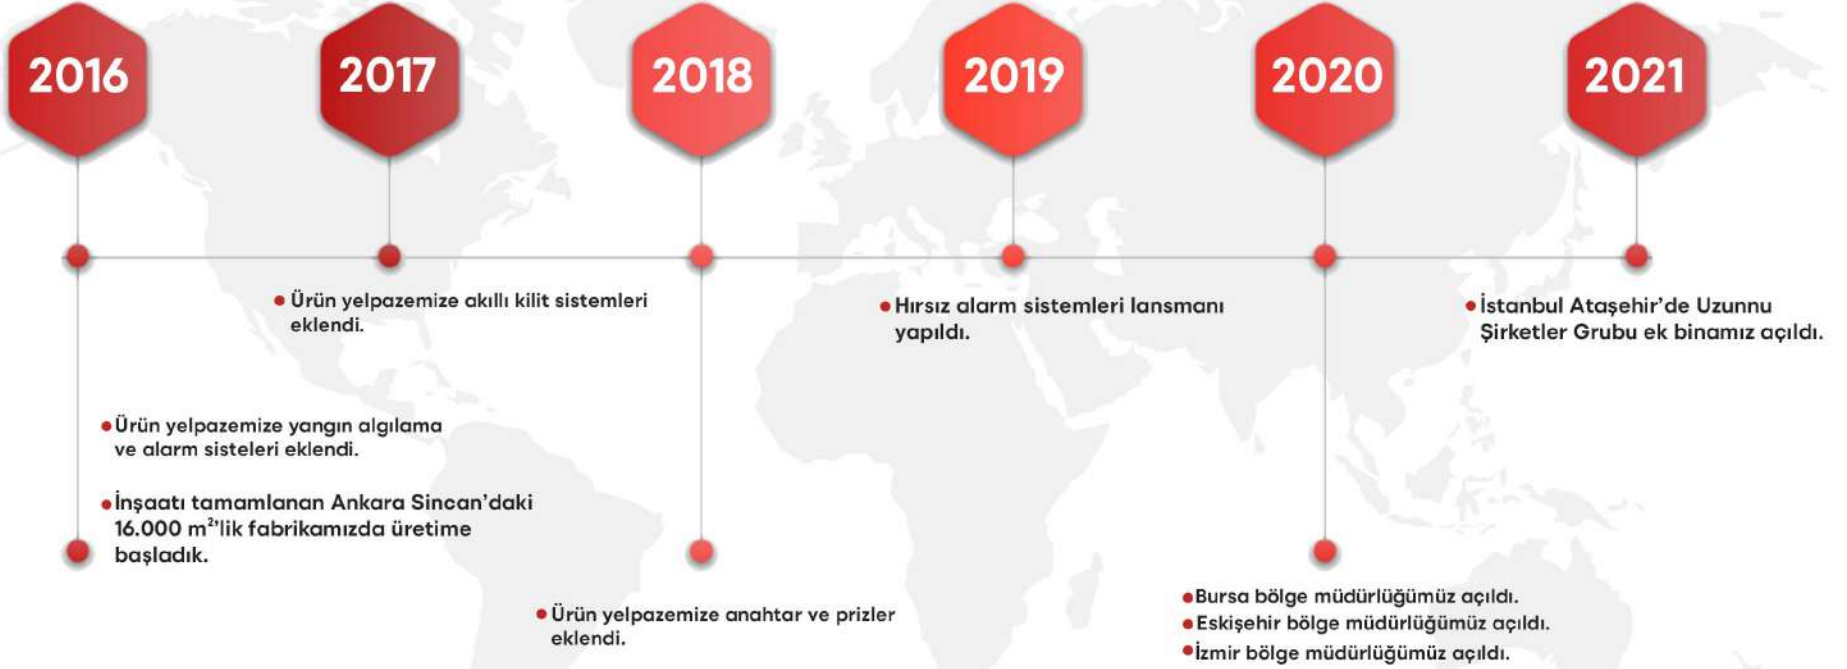 2016
2017
2018
2019
2020
2021
• Ürün yelpazemize akıllı kilit sistemleri
eklendi.
• Hırsız alarm sistemleri lansmanı
yapıldı.
• İstanbul Ataşehir’de Uzunnu
Şirketler Grubu ek binamız açıldı.
• Ürün yelpazemize yangın algılama
ve alarm sisteleri eklendi.
• İnşaatı tamamlanan Ankara Sincan’daki
16.000 m²’lik fabrikamızda üretime
başladık.
• Ürün yelpazemize anahtar ve prizler
eklendi.
• Bursa bölge müdürlüğümüz açıldı.
• Eskişehir bölge müdürlüğümüz açıldı.
• İzmir bölge müdürlüğümüz açıldı.